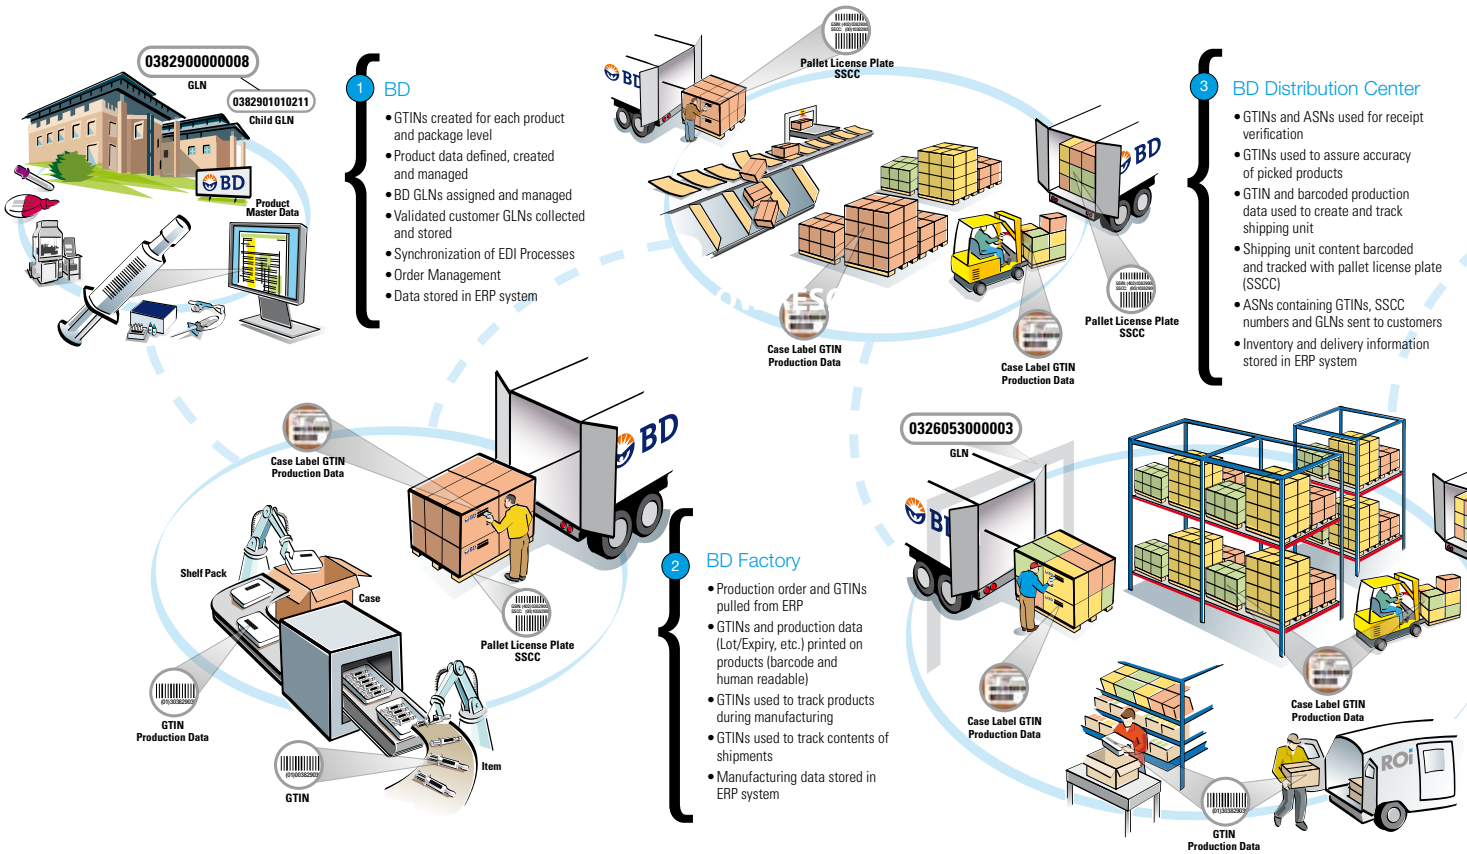 0382900000008
GLN
0382901010211
Child GLN
BD
Product
Master Data
1
BD
• GTINs created for each product
and package level
• Product data defined, created
and managed
• BD GLNs assigned and managed
• Validated customer GLNs collected
and stored
• Synchronization of EDI Processes
• Order Management
• Data stored in ERP system
BD
Pallet License Plate
SSCC
BD
Case Label GTIN
Production Data
Case Label GTIN
Production Data
Pallet License Plate
SSCC
3
BD Distribution Center
• GTINs and ASNs used for receipt
verification
• GTINs used to assure accuracy
of picked products
• GTIN and barcoded production
data used to create and track
shipping unit
• Shipping unit content barcoded
and tracked with pallet license plate
(SSCC)
• ASNs containing GTINs, SSCC
numbers and GLNs sent to customers
• Inventory and delivery information
stored in ERP system
Case Label GTIN
Production Data
BD
BD
BD
Shelf Pack
Case
Pallet License Plate
SSCC
(01)30382903
GTIN
Production Data
(01)00382903
GTIN
Item
2
BD Factory
• Production order and GTINs
pulled from ERP
• GTINs and production data
(Lot/Expiry, etc.) printed on
products (barcode and
human readable)
• GTINs used to track products
during manufacturing
• GTINs used to track contents of
shipments
• Manufacturing data stored in
ERP system
0326053000003
GLN
Case Label GTIN
Production Data
Case Label GTIN
Production Data
ROi
(01)30382903
GTIN
Production Data